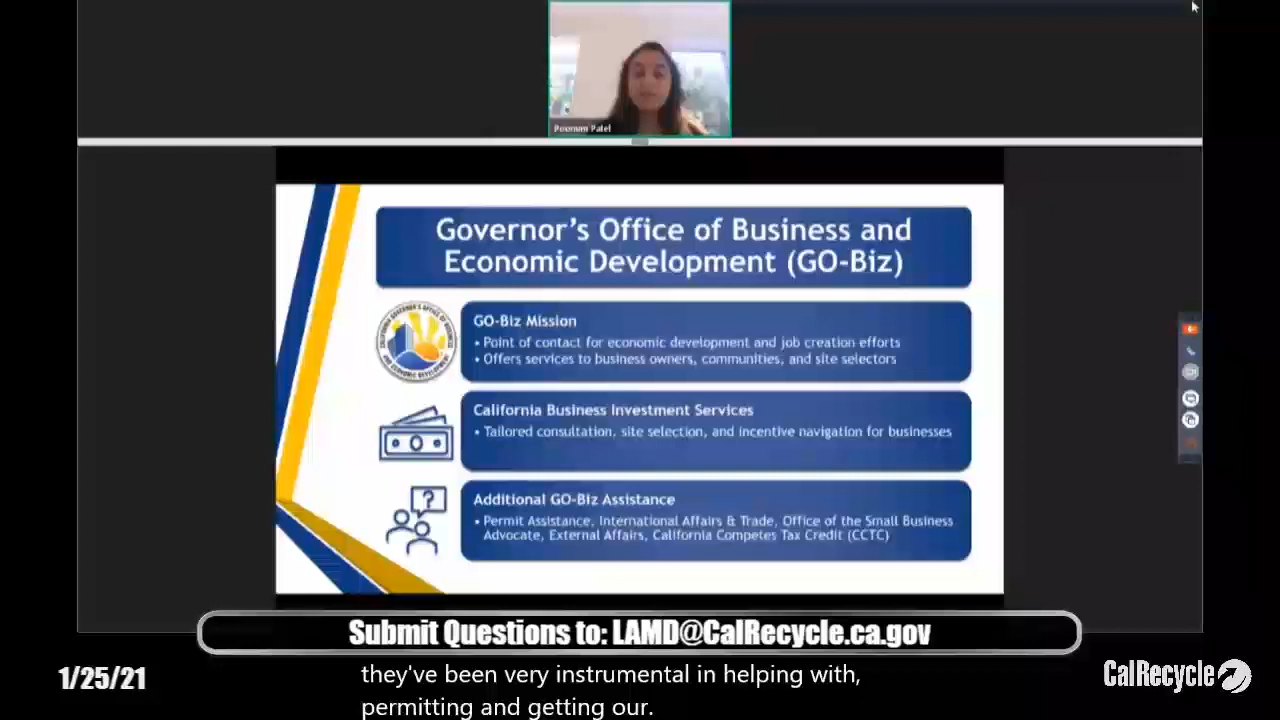 Poonam Patel
Governor's Office of Business and
Economic Development (GO-Biz)
GO-Biz Mission
• Point of contact for economic development and job creation efforts
• Offers services to business owners, communities, and site selectors
California Business Investment Services
• Tailored consultation, site selection, and incentive navigation for businesses
?
Additional GO-Biz Assistance
• Permit Assistance, International Affairs & Trade, Office of the Small Business
Advocate, External Affairs, California Competes Tax Credit (CCTC)
Submit Questions to: LAMD@CalRecycle.ca.gov
they've been very instrumental in helping with,
permitting and getting our.
1/25/21
CalRecycle